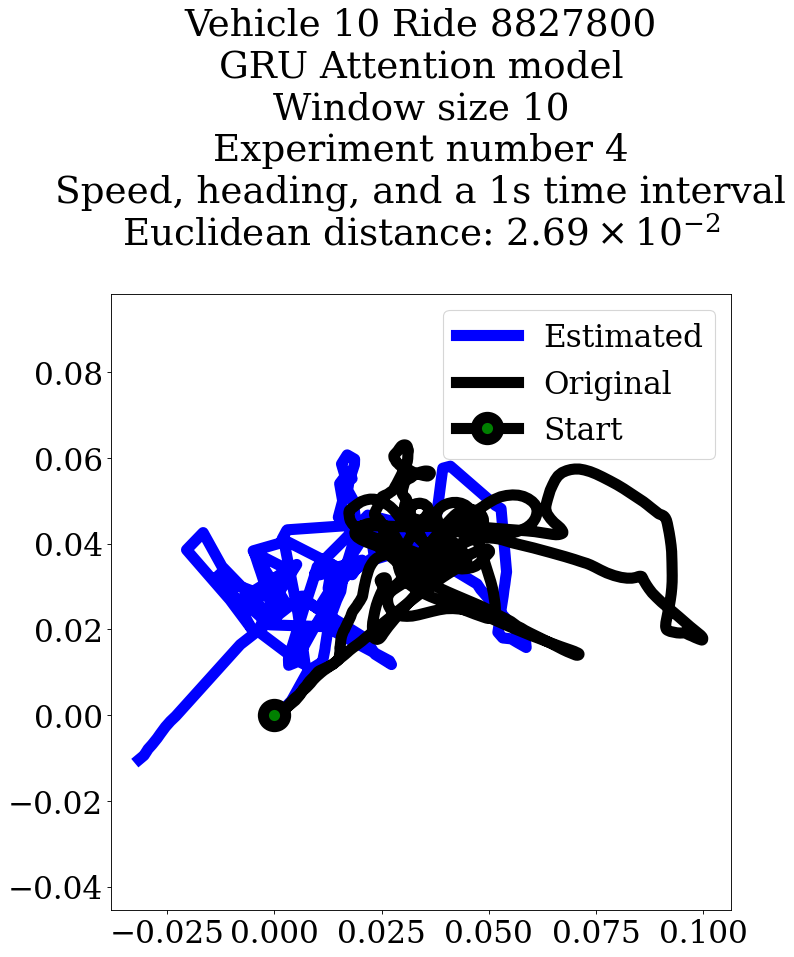 Vehicle 10 Ride 8827800
GRU Attention model
Window size 10
Experiment number 4
Speed, heading, and a 1s time interval
Euclidean distance: 2.69 × 10⁻²
Estimated
Original
Start
0.08
0.06
0.04
0.02
0.00
−0.02
−0.04
−0.025 0.000 0.025 0.050 0.075 0.100